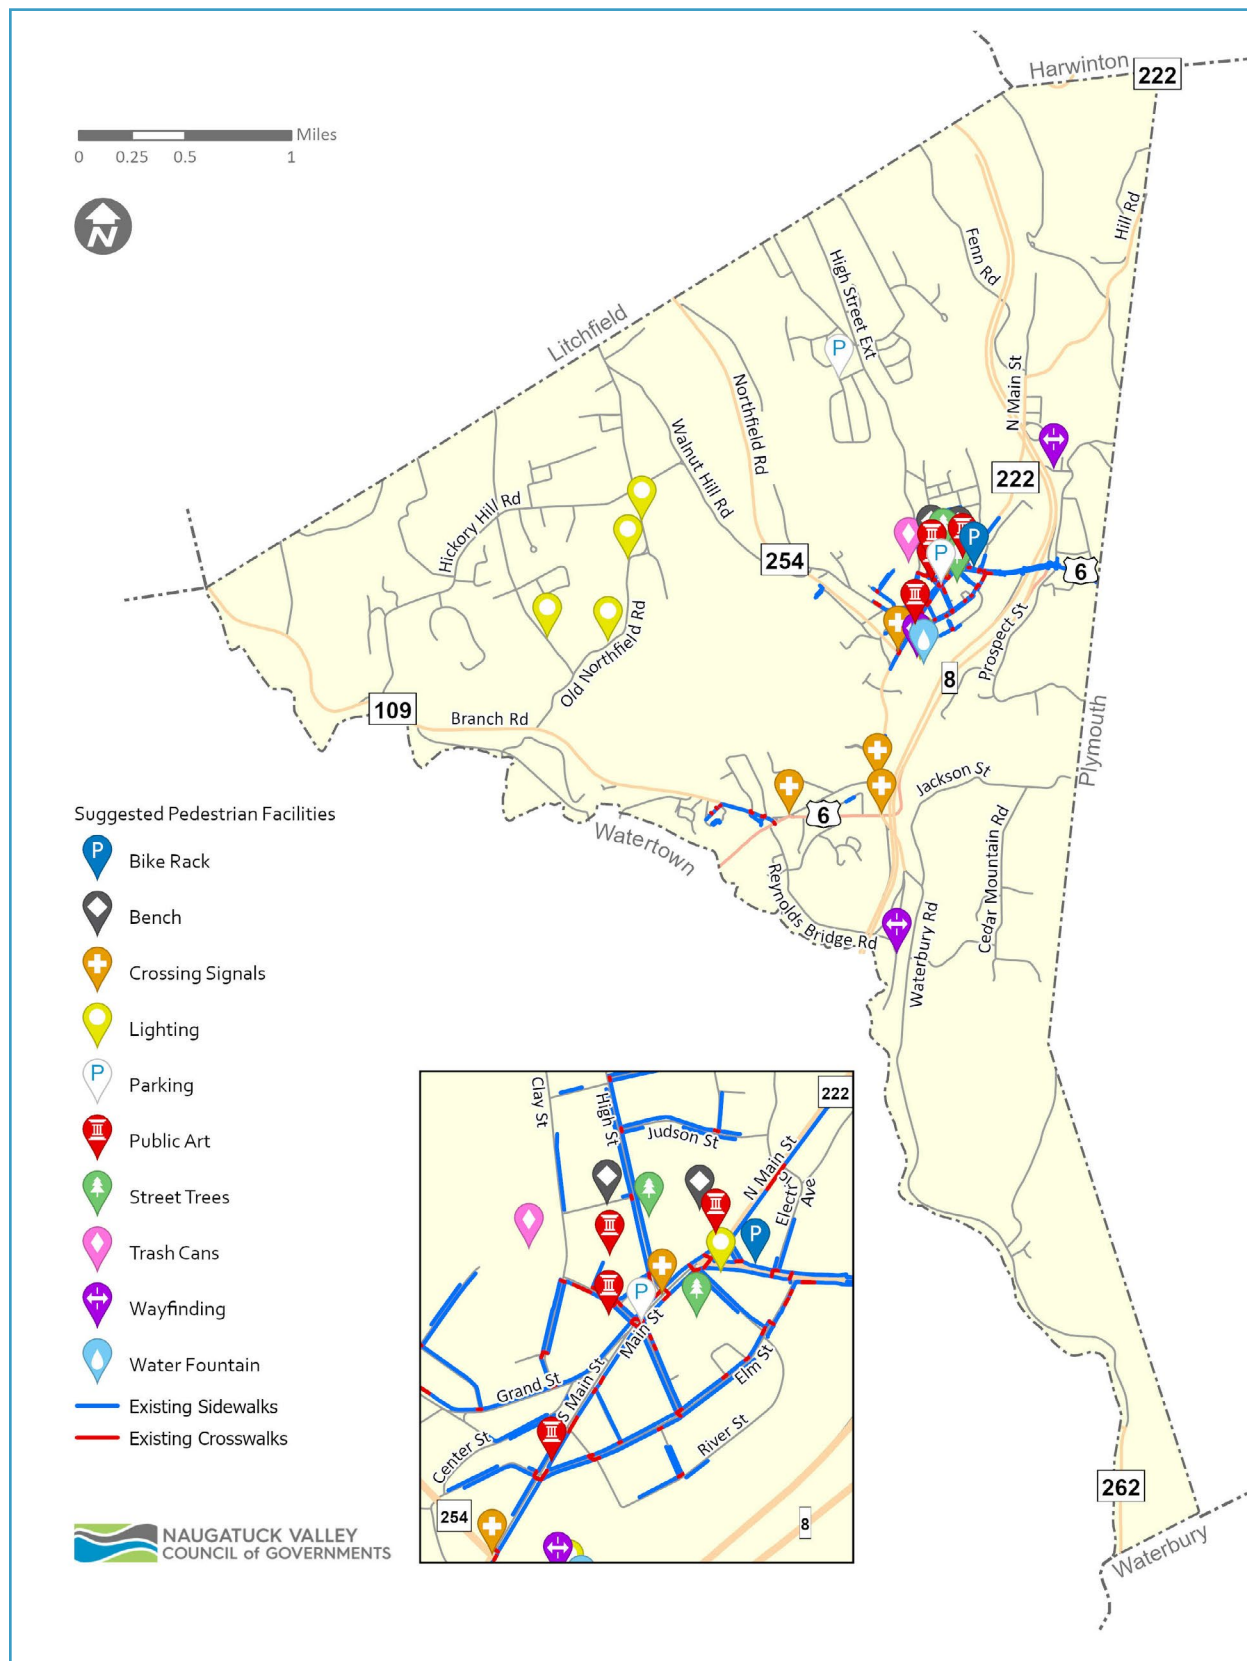 Harwinton
222
Miles
0 0.25 0.5 1
N
Hill Rd
Fenn Rd
High Street Ext
Litchfield
P
N Main St
Northfield Rd
Walnut Hill Rd
222
Hickory Hill Rd
P
P
254
6
Old Northfield Rd
Prospect St
8
109
Branch Rd
Plymouth
Jackson St
6
Watertown
Cedar Mountain Rd
Reynolds Bridge Rd
Waterbury Rd
Suggested Pedestrian Facilities
P Bike Rack
Bench
Crossing Signals
Lighting
P Parking
Public Art
Street Trees
Trash Cans
Wayfinding
Water Fountain
Existing Sidewalks
Existing Crosswalks
Clay St
High St
222
Judson St
N Main St
Electric Ave
P
P
Main St
Elm St
Grand St
S Main St
River St
Center St
254
8
262
Waterbury
NAUGATUCK VALLEY
COUNCIL of GOVERNMENTS